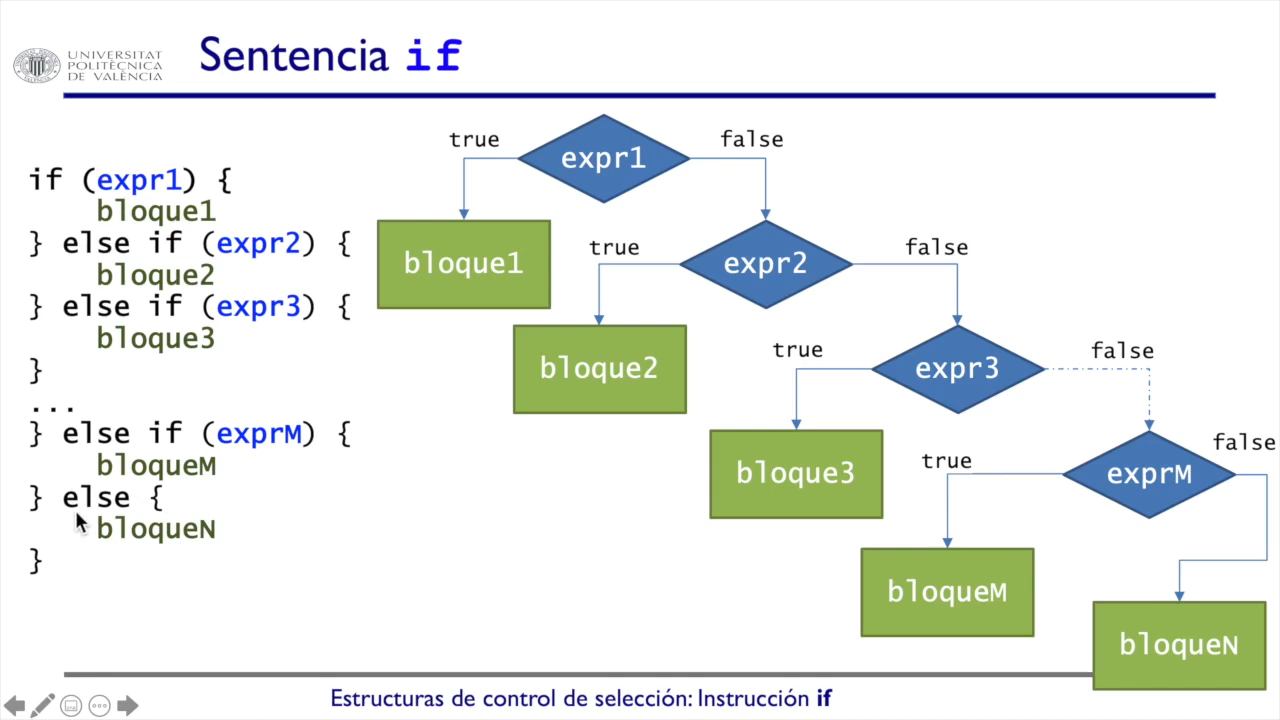 UNIVERSITAT
POLITÈCNICA
DE VALÈNCIA
Sentencia if
if (expr1) {
bloque1
} else if (expr2) {
bloque2
} else if (expr3) {
bloque3
}
...
} else if (exprM) {
bloqueM
} else {
bloqueN
}
true
expr1
false
bloque1
true
expr2
false
bloque2
true
expr3
false
bloque3
true
exprM
false
bloqueM
bloqueN
Estructuras de control de selección: Instrucción if